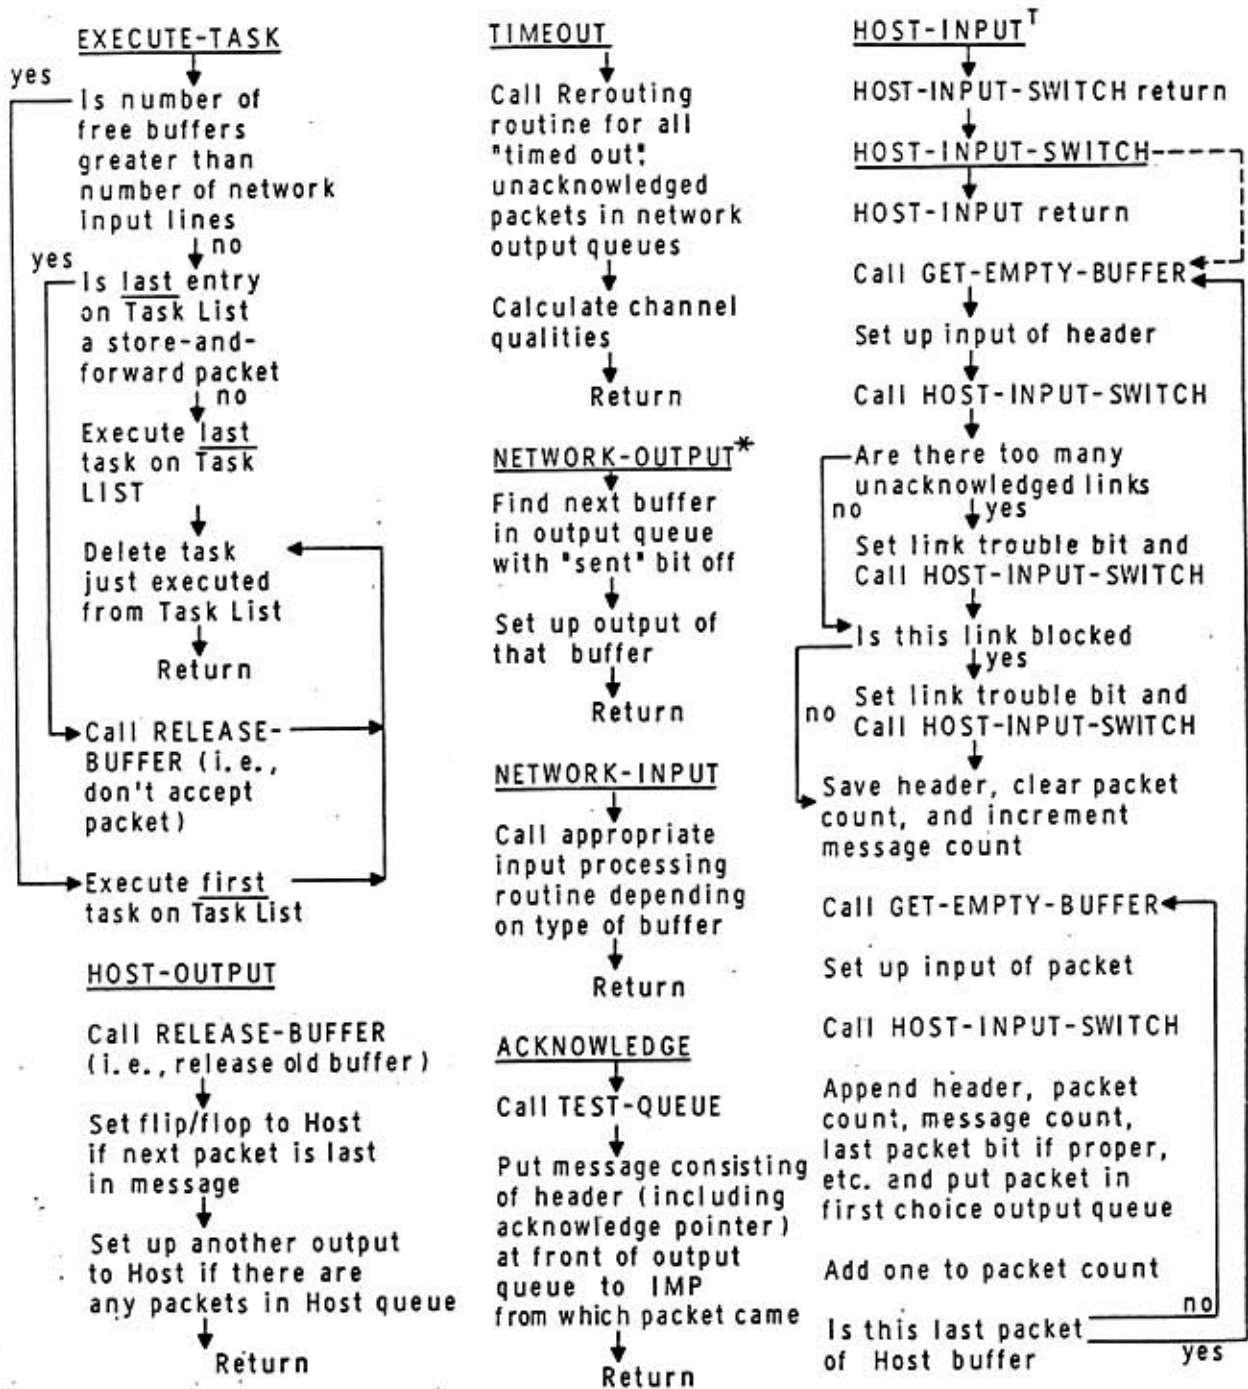 EXECUTE-TASK
yes
Is number of
free buffers
greater than
number of network
input lines
no
yes
Is last entry
on Task List
a store-and-
forward packet
no
Execute last
task on Task
LIST
Delete task
just executed
from Task List
Return
Call RELEASE-
BUFFER (i.e.,
don't accept
packet)
Execute first
task on Task List
HOST-OUTPUT
Call RELEASE-BUFFER
(i.e., release old buffer)
Set flip/flop to Host
if next packet is last
in message
Set up another output
to Host if there are
any packets in Host queue
Return
TIMEOUT
Call Rerouting
routine for all
"timed out"
unacknowledged
packets in network
output queues
Calculate channel
qualities
Return
NETWORK-OUTPUT*
Find next buffer
in output queue
with "sent" bit off
Set up output of
that buffer
Return
NETWORK-INPUT
Call appropriate
input processing
routine depending
on type of buffer
Return
ACKNOWLEDGE
Call TEST-QUEUE
Put message consisting
of header (including
acknowledge pointer)
at front of output
queue to IMP
from which packet came
Return
HOST-INPUT T
HOST-INPUT-SWITCH return
HOST-INPUT-SWITCH
HOST-INPUT return
Call GET-EMPTY-BUFFER
Set up input of header
Call HOST-INPUT-SWITCH
Are there too many
unacknowledged links
no
yes
Set link trouble bit and
Call HOST-INPUT-SWITCH
Is this link blocked
yes
no
Set link trouble bit and
Call HOST-INPUT-SWITCH
Save header, clear packet
count, and increment
message count
Call GET-EMPTY-BUFFER
Set up input of packet
Call HOST-INPUT-SWITCH
Append header, packet
count, message count,
last packet bit if proper,
etc. and put packet in
first choice output queue
Add one to packet count
no
Is this last packet
of Host buffer
yes